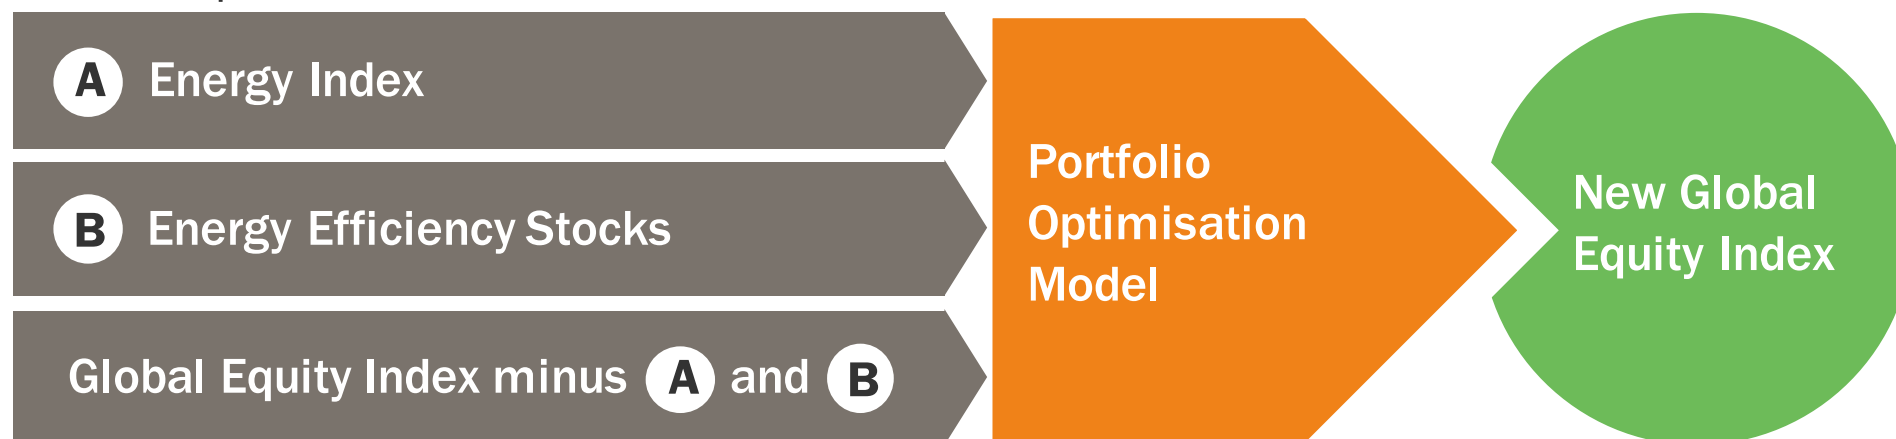 A Energy Index
B Energy Efficiency Stocks
Global Equity Index minus A and B
Portfolio
Optimisation
Model
New Global
Equity Index